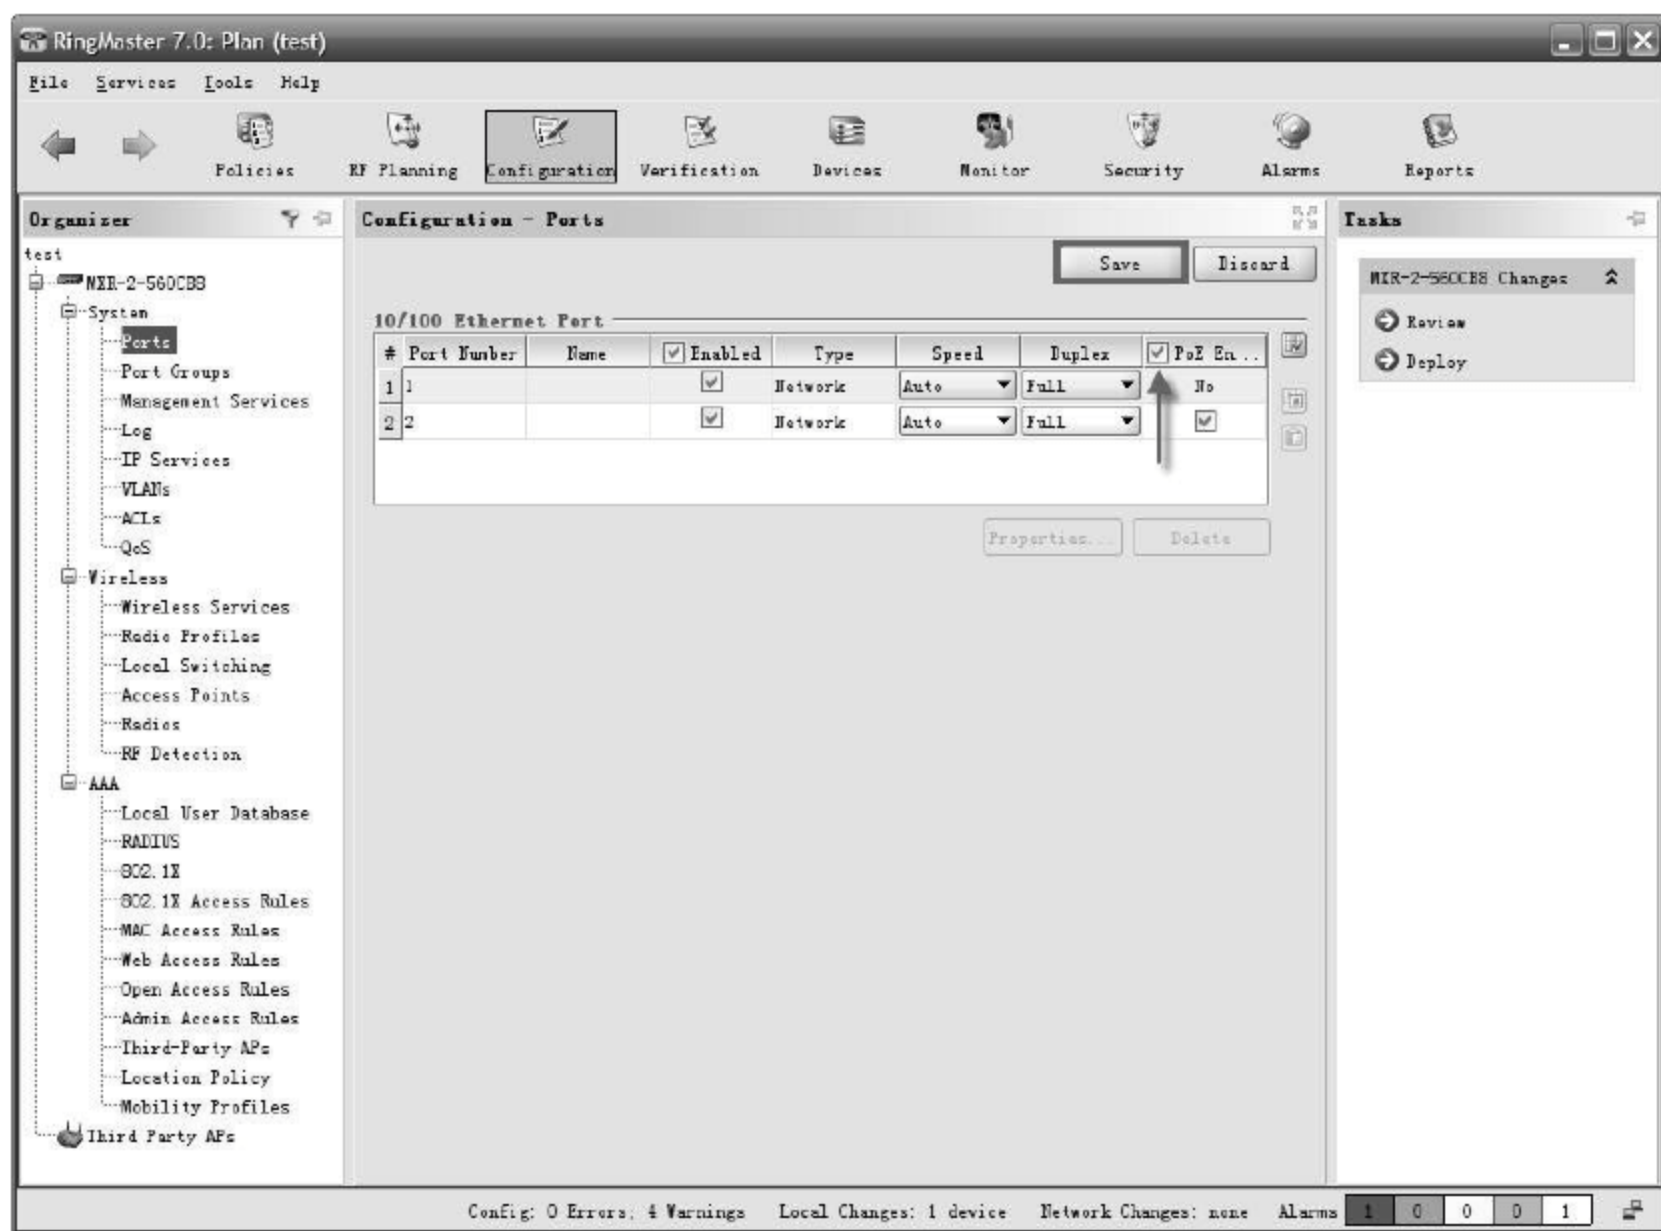 RingMaster 7.0: Plan (test)
File Services Tools Help
Policies RF Planning Configuration Verification Devices Monitor Security Alarms Reports
Organizer
test
MXR-2-560CB8
System
Ports
Port Groups
Management Services
Log
IP Services
VLANs
ACLs
QoS
Wireless
Wireless Services
Radio Profiles
Local Switching
Access Points
Radios
RF Detection
AAA
Local User Database
RADIUS
802.1X
802.1X Access Rules
MAC Access Rules
Web Access Rules
Open Access Rules
Admin Access Rules
Third-Party APs
Location Policy
Mobility Profiles
Third Party APs
Configuration - Ports
Save Discard
10/100 Ethernet Port
# Port Number Name Enabled Type Speed Duplex PoE En...
1 1 Network Auto Full No
2 2 Network Auto Full
Properties... Delete
Tasks
MXR-2-560CB8 Changes
Review
Deploy
Config: 0 Errors, 4 Warnings Local Changes: 1 device Network Changes: none Alarms 1 0 0 0 1